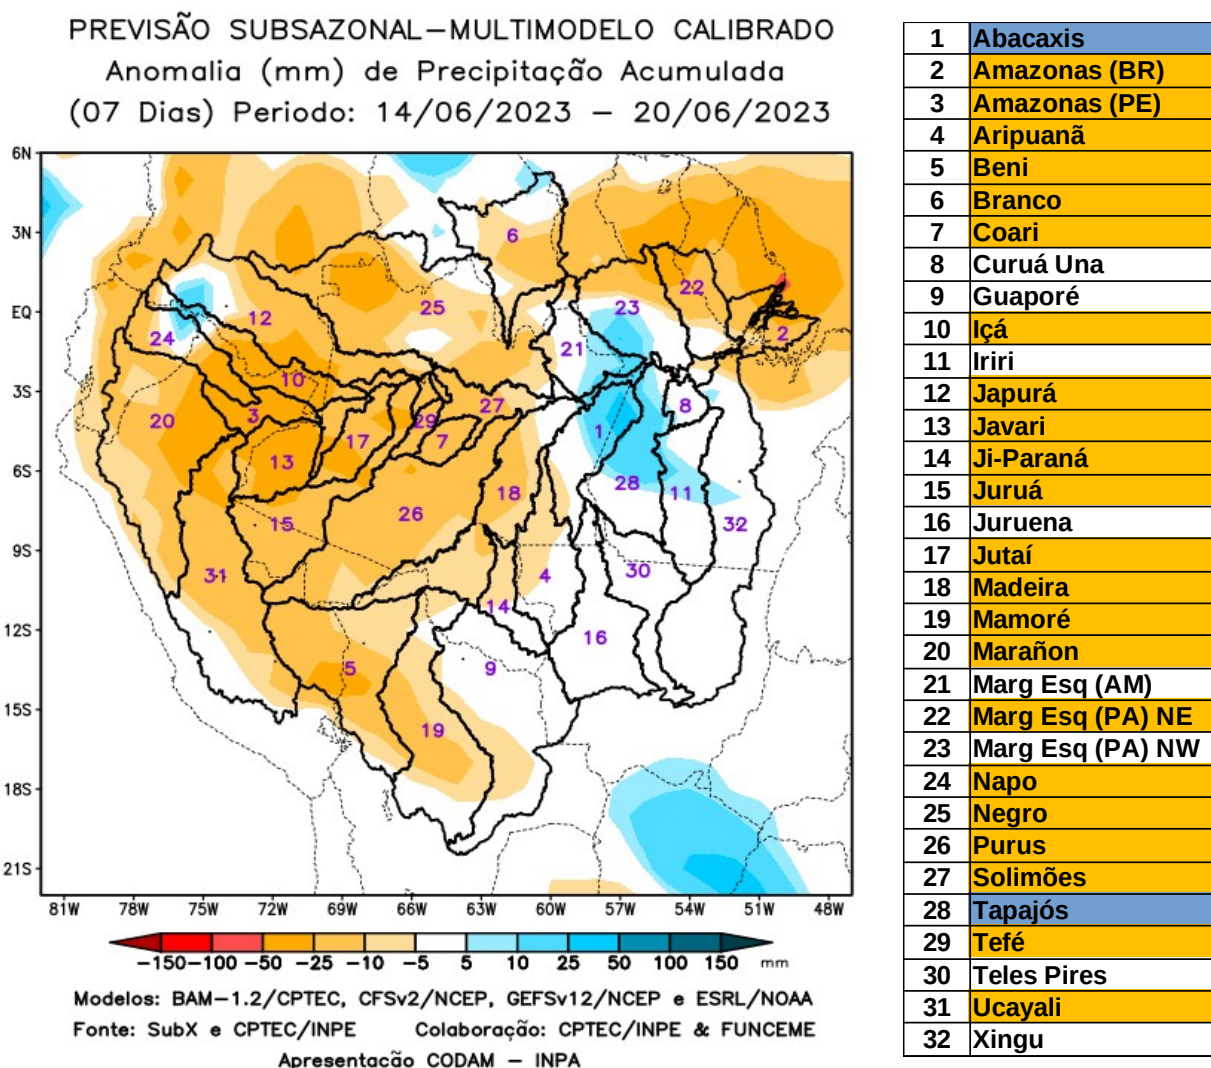 PREVISÃO SUBSAZONAL-MULTIMODELO CALIBRADO
Anomalia (mm) de Precipitação Acumulada
(07 Dias) Periodo: 14/06/2023 - 20/06/2023
6N
3N
EQ
3S
6S
9S
12S
15S
18S
21S
81W 78W 75W 72W 69W 66W 63W 60W 57W 54W 51W 48W
6
22
25
23
12
2
24
21
10
27
8
3
20
29
1
17
7
13
28
18
11
26
15
32
31
4
30
14
16
5
9
19
-150 -100 -50 -25 -10 -5 5 10 25 50 100 150 mm
Modelos: BAM-1.2/CPTEC, CFSv2/NCEP, GEFSv12/NCEP e ESRL/NOAA
Fonte: SubX e CPTEC/INPE Colaboração: CPTEC/INPE & FUNCEME
Apresentação CODAM - INPA
1 Abacaxis
2 Amazonas (BR)
3 Amazonas (PE)
4 Aripuanã
5 Beni
6 Branco
7 Coari
8 Curuá Una
9 Guaporé
10 Içá
11 Iriri
12 Japurá
13 Javari
14 Ji-Paraná
15 Juruá
16 Juruena
17 Jutaí
18 Madeira
19 Mamoré
20 Marañon
21 Marg Esq (AM)
22 Marg Esq (PA) NE
23 Marg Esq (PA) NW
24 Napo
25 Negro
26 Purus
27 Solimões
28 Tapajós
29 Tefé
30 Teles Pires
31 Ucayali
32 Xingu